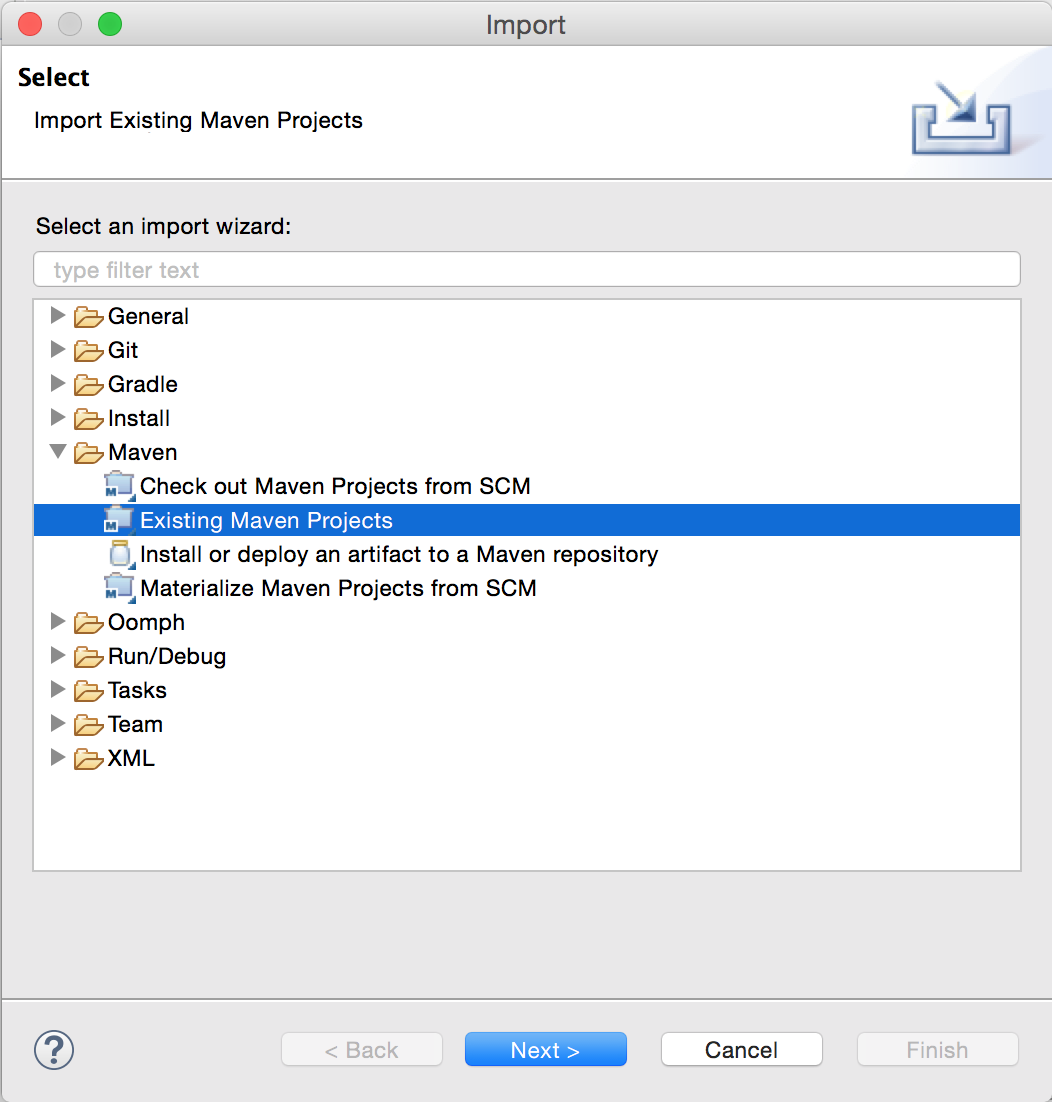 Import
Select
Import Existing Maven Projects
Select an import wizard:
type filter text
General
Git
Gradle
Install
Maven
Check out Maven Projects from SCM
Existing Maven Projects
Install or deploy an artifact to a Maven repository
Materialize Maven Projects from SCM
Oomph
Run/Debug
Tasks
Team
XML
? < Back Next > Cancel Finish